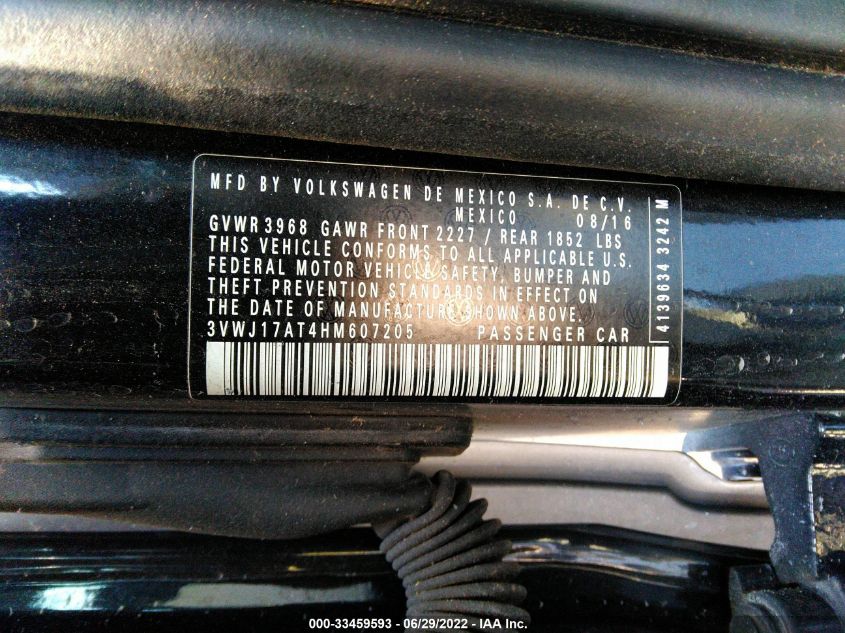 MFD BY VOLKSWAGEN DE MEXICO S.A. DE C.V.
MEXICO 08/16
GVWR 3968 GAWR FRONT 2227 / REAR 1852 LBS
THIS VEHICLE CONFORMS TO ALL APPLICABLE U.S.
FEDERAL MOTOR VEHICLE SAFETY, BUMPER AND
THEFT PREVENTION STANDARDS IN EFFECT ON
THE DATE OF MANUFACTURE SHOWN ABOVE.
3VWJ17AT4HM607205 PASSENGER CAR
4139634 3242 M
000-33459593 - 06/29/2022 - IAA Inc.